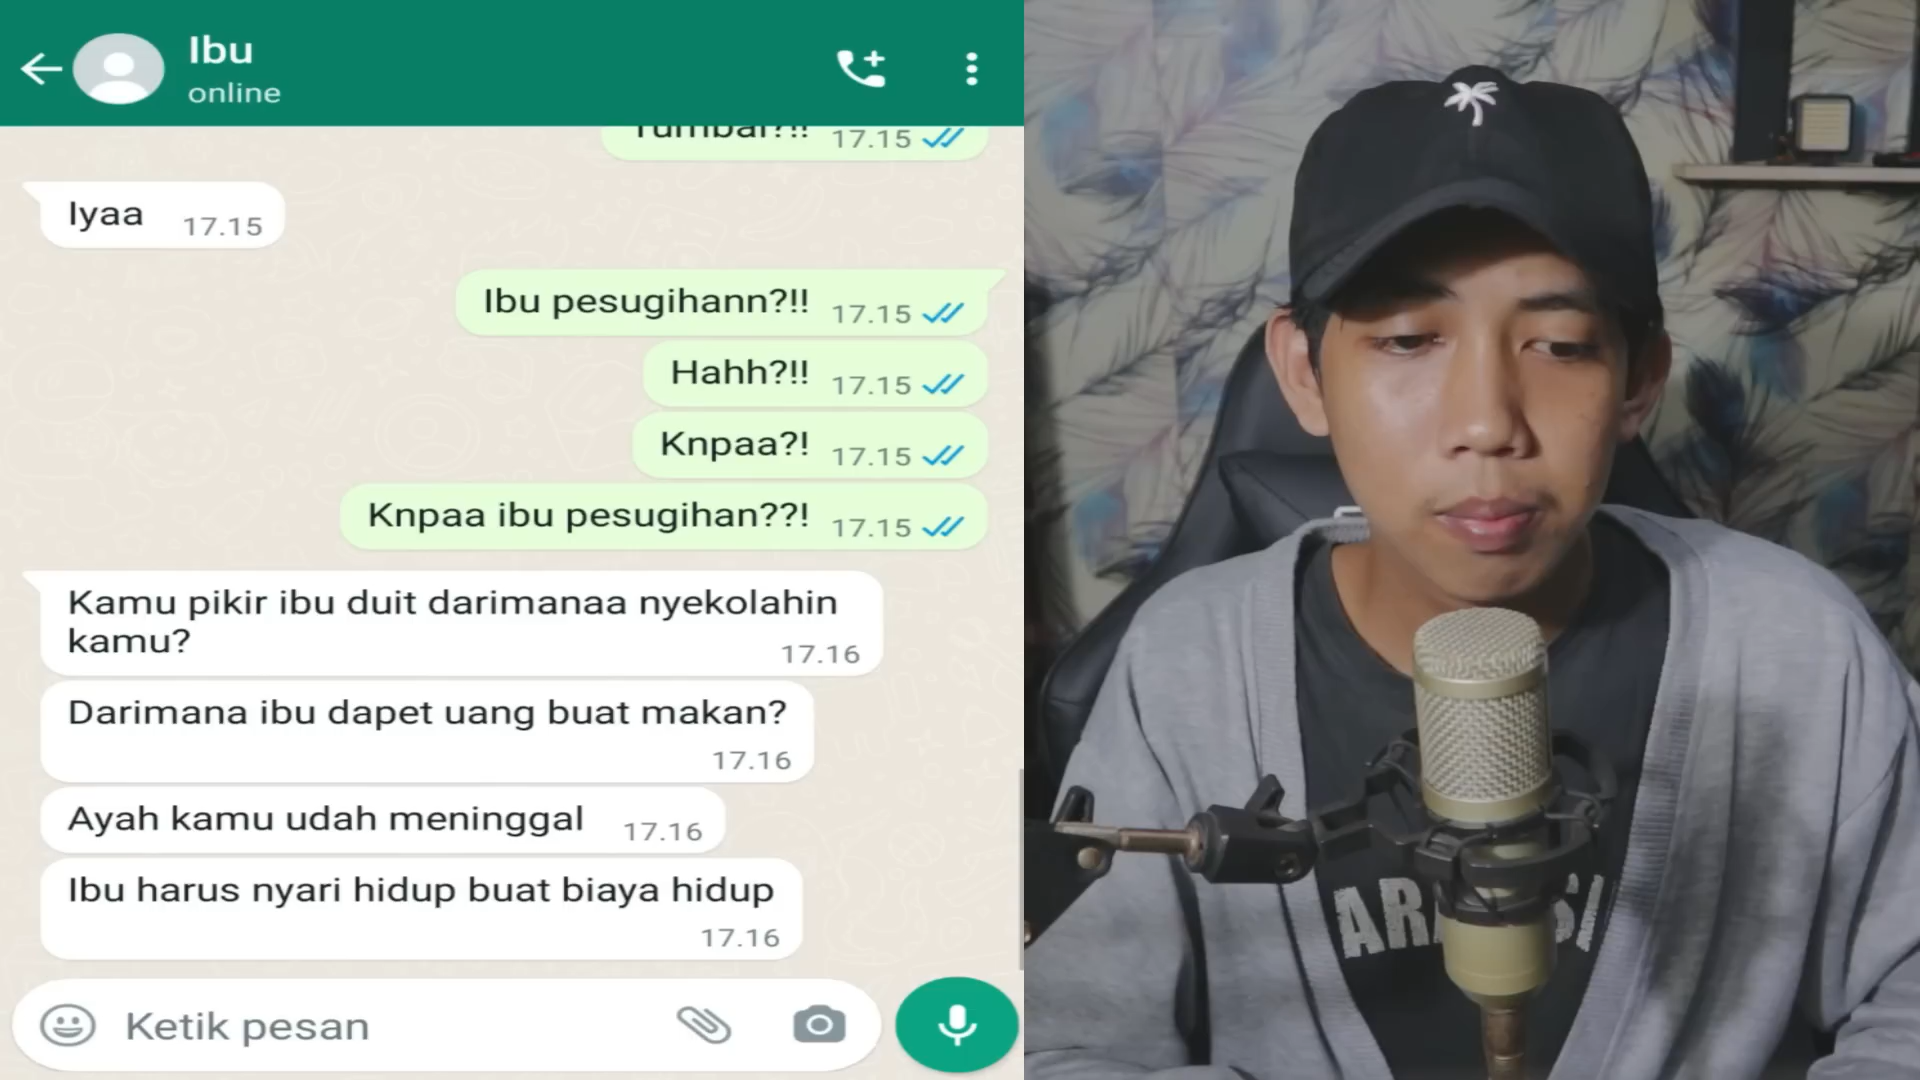 Ibu
online
Tumbal?!! 17.15
Iyaa 17.15
Ibu pesugihann?!! 17.15
Hahh?!! 17.15
Knpaa?! 17.15
Knpaa ibu pesugihan??! 17.15
Kamu pikir ibu duit darimanaa nyekolahin
kamu?
17.16
Darimana ibu dapet uang buat makan?
17.16
Ayah kamu udah meninggal 17.16
Ibu harus nyari hidup buat biaya hidup
17.16
Ketik pesan